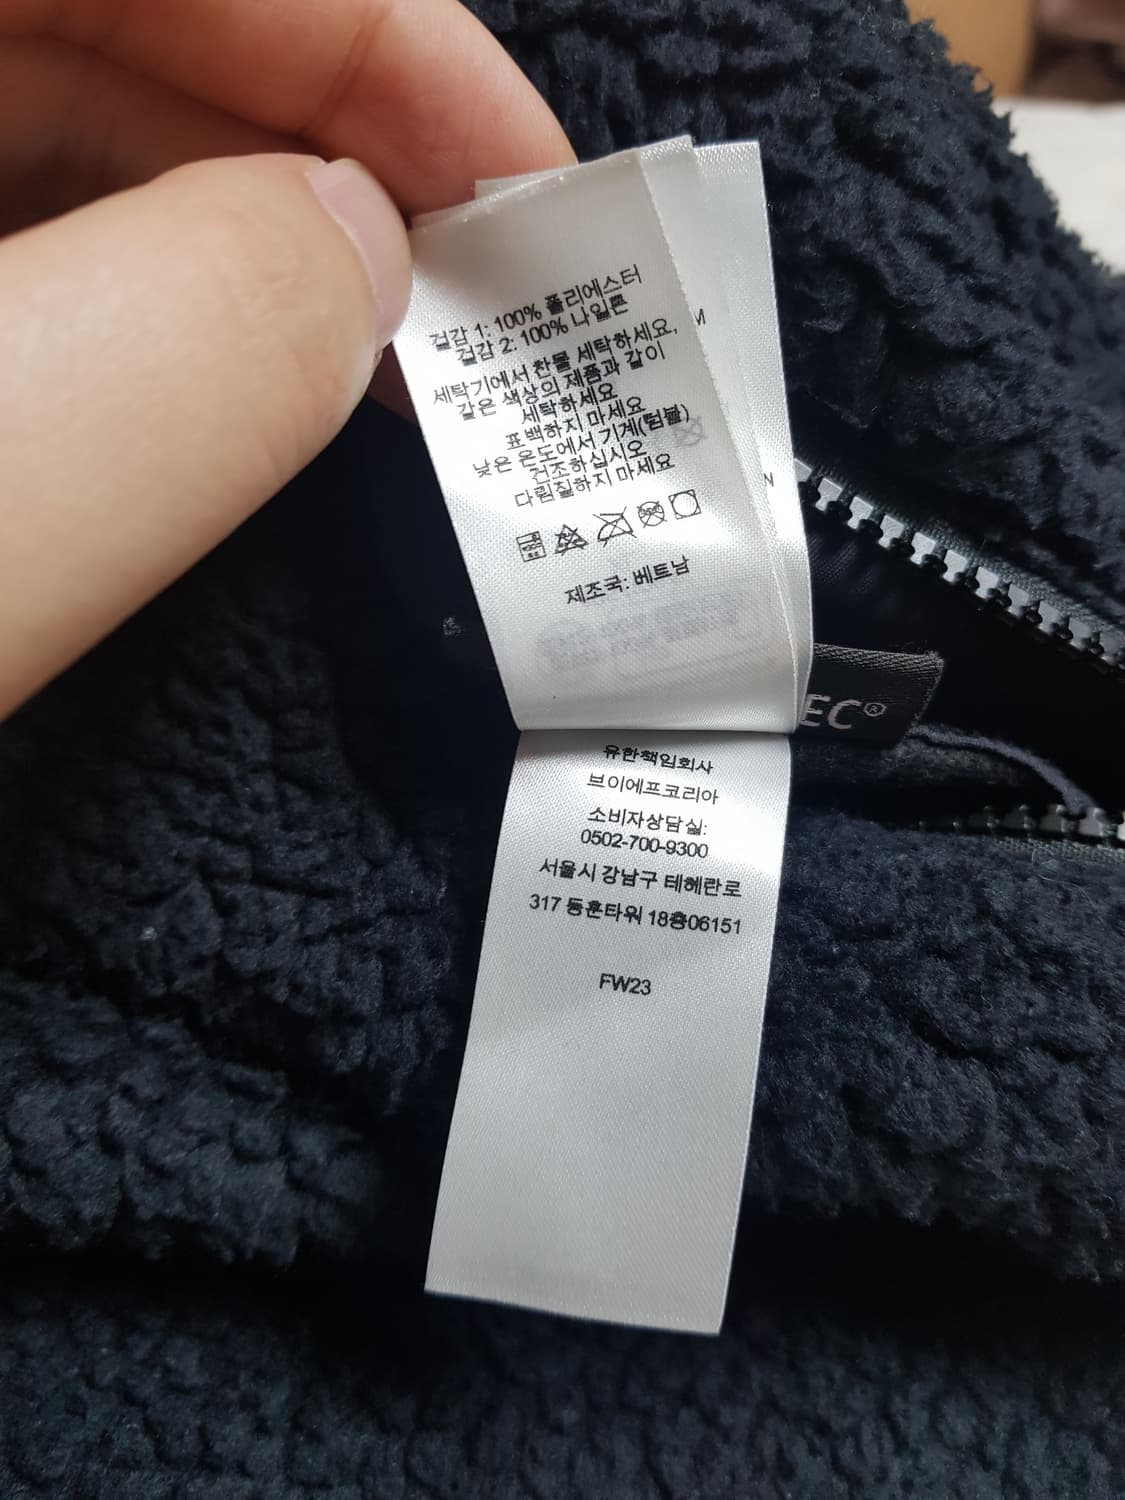 겉감 1: 100% 폴리에스터
겉감 2: 100% 나일론
세탁기에서 찬물 세탁하세요,
같은 색상의 제품과 같이
세탁하세요
표백하지 마세요
낮은 온도에서 기계(텀블)
건조하십시오
다림질하지 마세요
제조국: 베트남
M
W
EC®
유한책임회사
브이에프코리아
소비자상담실:
0502-700-9300
서울시 강남구 테헤란로
317 동훈타워 18층06151
FW23